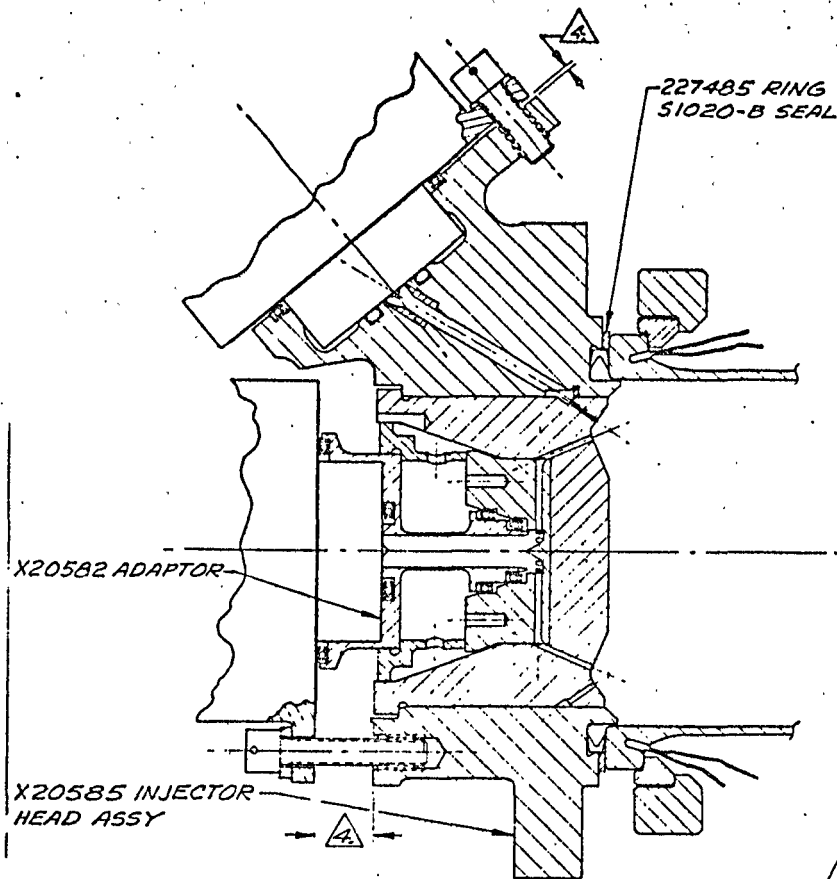 4.
227485 RING
S1020-B SEAL
X20582 ADAPTOR
X20585 INJECTOR
HEAD ASSY
4.